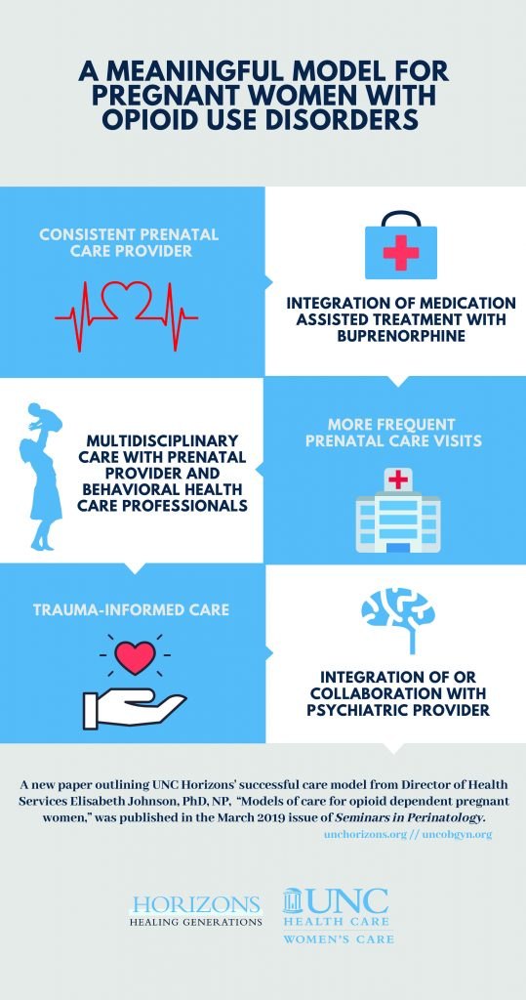 A MEANINGFUL MODEL FOR
PREGNANT WOMEN WITH
OPIOID USE DISORDERS
CONSISTENT PRENATAL
CARE PROVIDER
INTEGRATION OF MEDICATION
ASSISTED TREATMENT WITH
BUPRENORPHINE
MULTIDISCIPLINARY
CARE WITH PRENATAL
PROVIDER AND
BEHAVIORAL HEALTH
CARE PROFESSIONALS
MORE FREQUENT
PRENATAL CARE VISITS
TRAUMA-INFORMED CARE
INTEGRATION OF OR
COLLABORATION WITH
PSYCHIATRIC PROVIDER
A new paper outlining UNC Horizons' successful care model from Director of Health
Services Elisabeth Johnson, PhD, NP, “Models of care for opioid dependent pregnant
women,” was published in the March 2019 issue of Seminars in Perinatology.
unchorizons.org // uncobgyn.org
HORIZONS
HEALING GENERATIONS
UNC
HEALTH CARE
WOMEN'S CARE